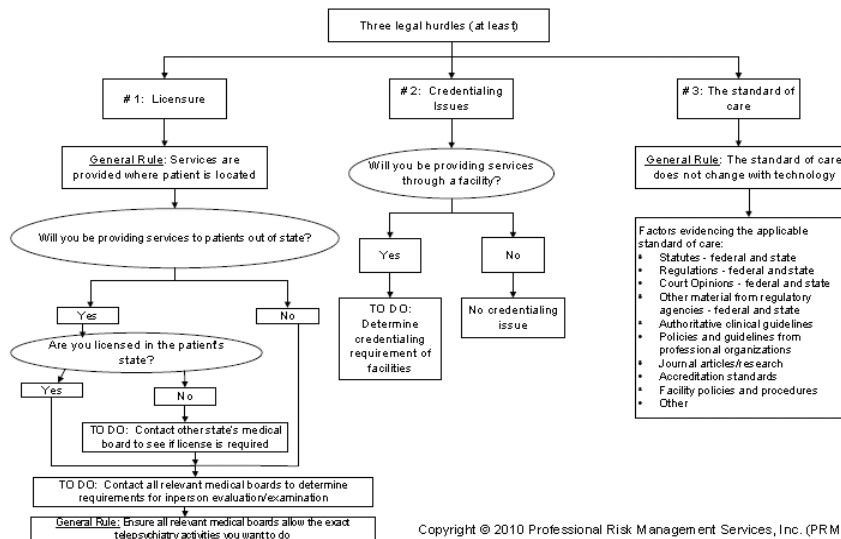 Three legal hurdles (at least)
# 1: Licensure
General Rule: Services are
provided where patient is located
Will you be providing services to patients out of state?
Yes
No
Are you licensed in the patient's
state?
Yes
No
TO DO: Contact other state's medical
board to see if license is required
TO DO: Contact all relevant medical boards to determine
requirements for inperson evaluation/examination
General Rule: Ensure all relevant medical boards allow the exact
telepsychiatry activities you want to do
# 2: Credentialing
Issues
Will you be providing services
through a facility?
Yes
No
TO DO:
Determine
credentialing
requirement of
facilities
No credentialing
issue
# 3: The standard of
care
General Rule: The standard of care
does not change with technology
Factors evidencing the applicable
standard of care:
• Statutes - federal and state
• Regulations - federal and state
• Court Opinions - federal and state
• Other material from regulatory
agencies - federal and state
• Authoritative clinical guidelines
• Policies and guidelines from
professional organizations
• Journal articles/research
• Accreditation standards
• Facility policies and procedures
• Other
Copyright © 2010 Professional Risk Management Services, Inc. (PRM